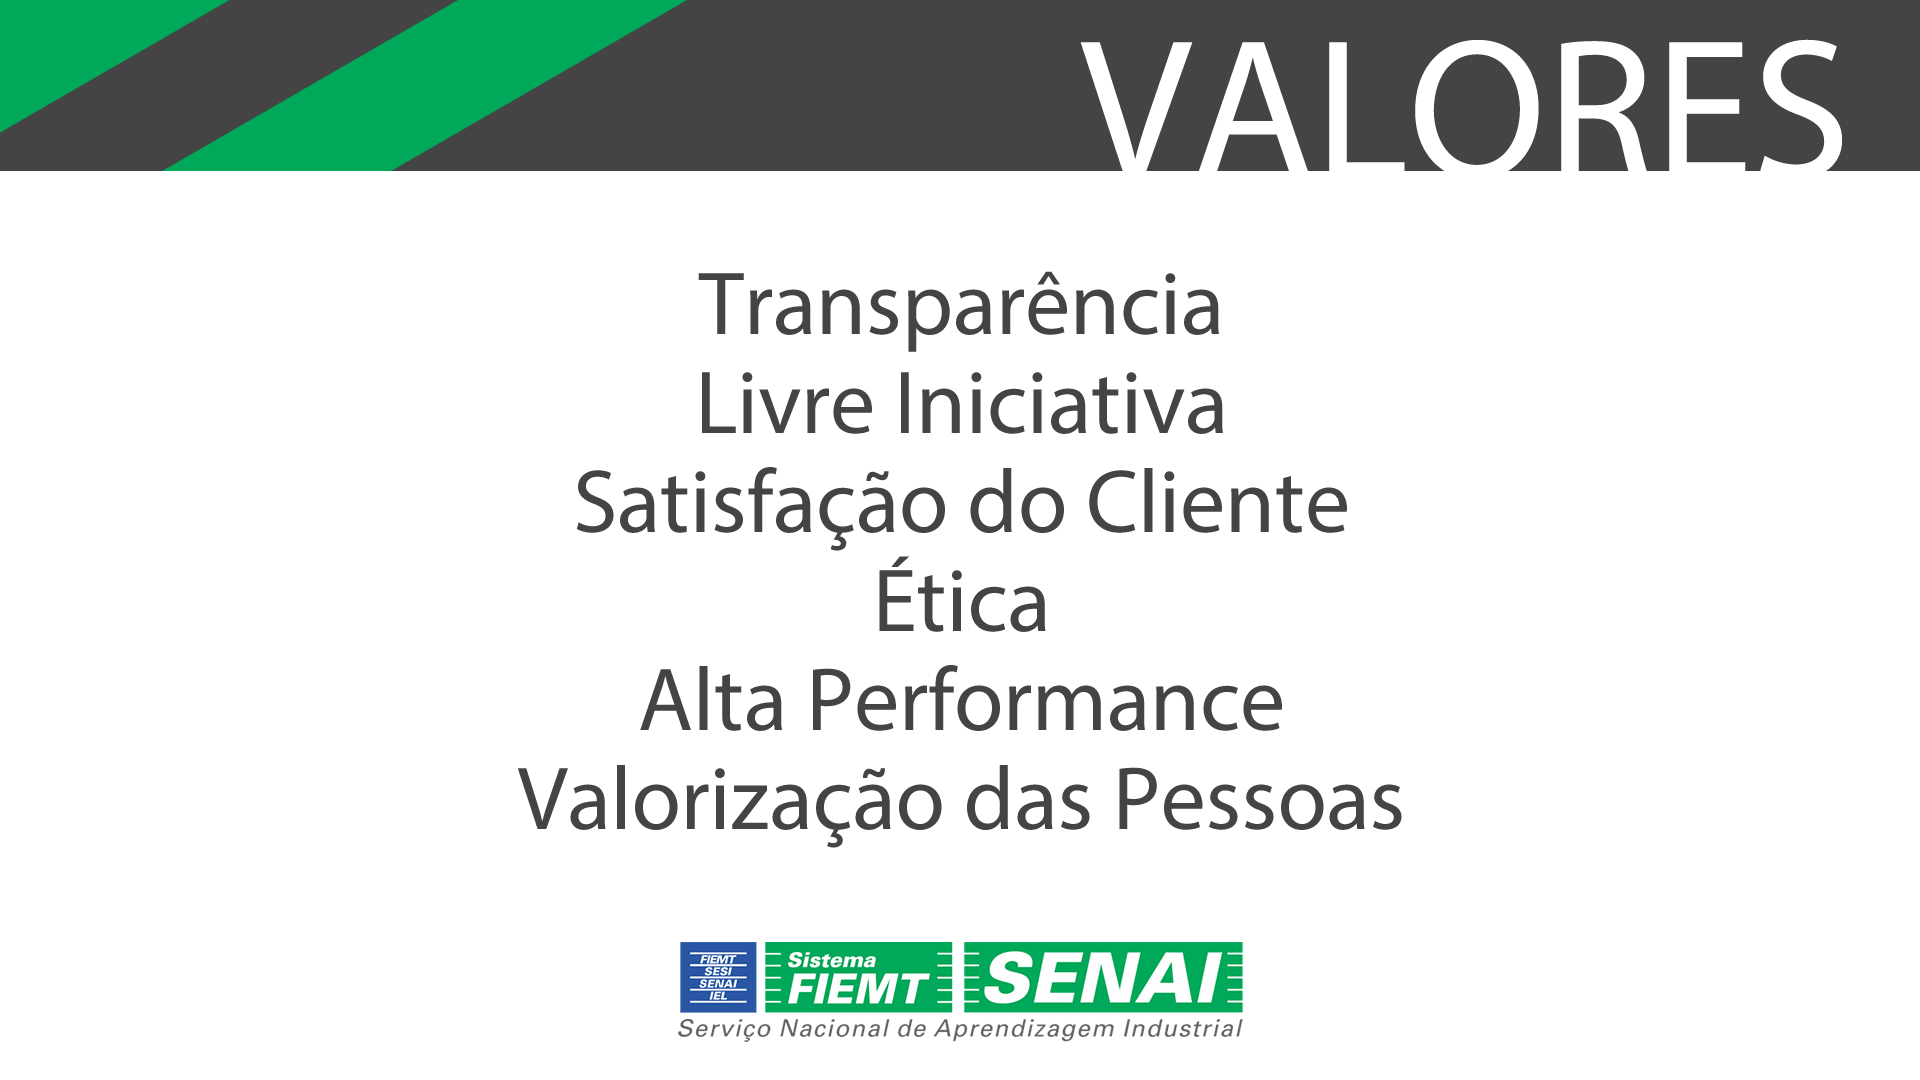 VALORES
Transparência
Livre Iniciativa
Satisfação do Cliente
Ética
Alta Performance
Valorização das Pessoas
FIEMT
SESI
SENAI
IEL
Sistema
FIEMT
SENAI
Serviço Nacional de Aprendizagem Industrial